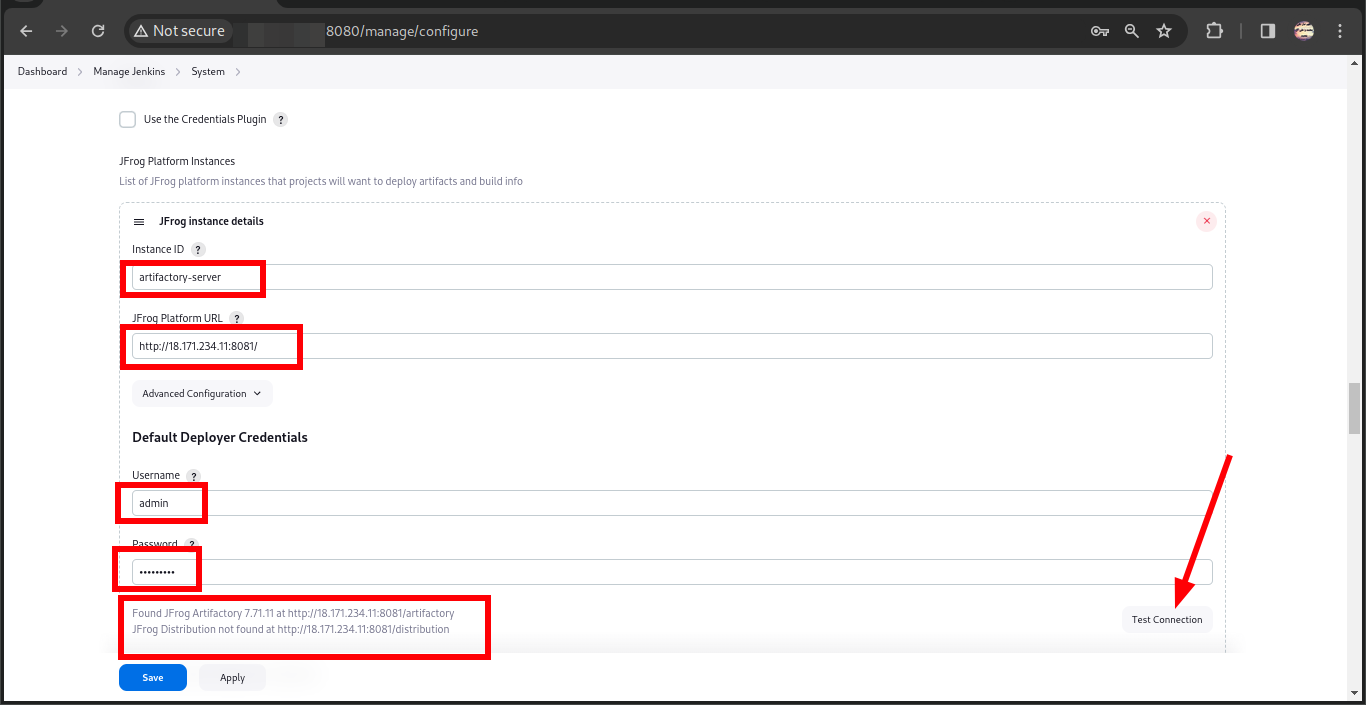 Not secure 8080/manage/configure
Dashboard Manage Jenkins System
Use the Credentials Plugin ?
JFrog Platform Instances
List of JFrog platform instances that projects will want to deploy artifacts and build info
JFrog instance details
Instance ID ?
artifactory-server
JFrog Platform URL ?
http://18.171.234.11:8081/
Advanced Configuration
Default Deployer Credentials
Username ?
admin
Password ?
•••••••••
Found JFrog Artifactory 7.71.11 at http://18.171.234.11:8081/artifactory
JFrog Distribution not found at http://18.171.234.11:8081/distribution
Test Connection
Save Apply